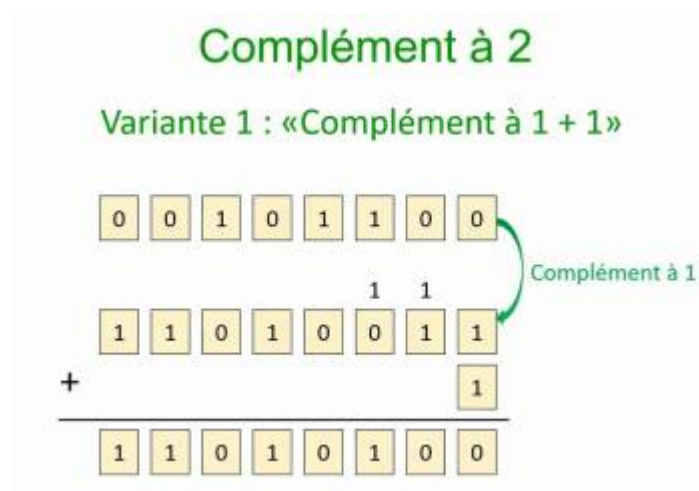 Complément à 2
Variante 1 : «Complément à 1 + 1»
0 0 1 0 1 1 0 0
Complément à 1
1 1
1 1 0 1 0 0 1 1
+ 1
1 1 0 1 0 1 0 0